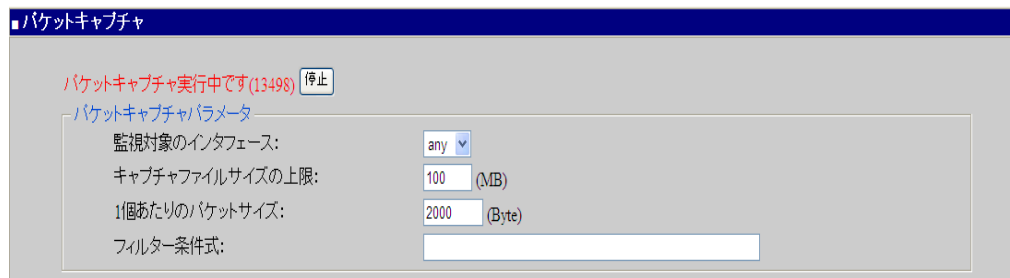 ■パケットキャプチャ
パケットキャプチャ実行中です(13498) 停止
パケットキャプチャパラメータ
監視対象のインタフェース: any
キャプチャファイルサイズの上限: 100 (MB)
1個あたりのパケットサイズ: 2000 (Byte)
フィルター条件式: